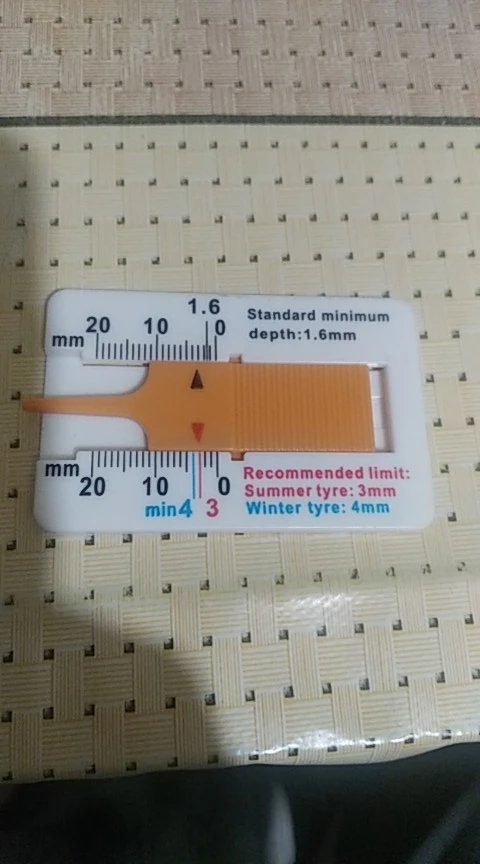 1.6
mm 20 10 0
Standard minimum
depth:1.6mm
mm
20 10 0
min4 3
Recommended limit:
Summer tyre: 3mm
Winter tyre: 4mm